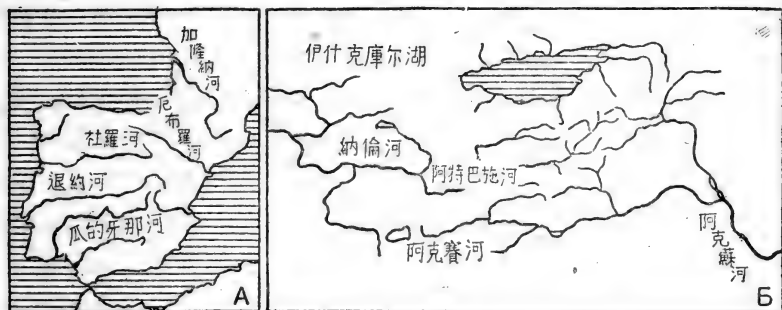 加隆納河
厄布羅河
杜羅河
退約河
瓜的牙那河
А
伊什克庫尔湖
納倫河
阿特巴施河
阿克賽河
阿克蘇河
Б